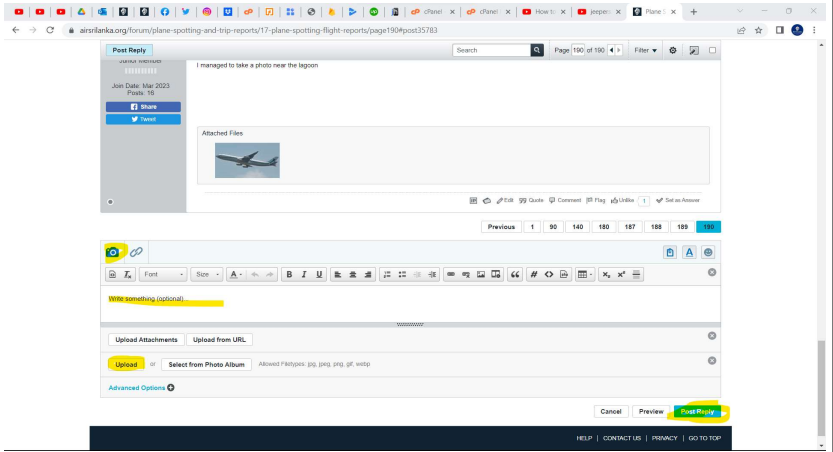 cPanel
cPanel
How to
jeepers
Plane S
airsrilanka.org/forum/plane-spotting-and-trip-reports/17-plane-spotting-flight-reports/page190#post35783
Post Reply
Search
Page 190 of 190
Filter
Junior Member
I managed to take a photo near the lagoon
Join Date: Mar 2023
Posts: 16
Share
Tweet
Attached Files
Edit Quote Comment Flag Unlike 1 Set as Answer
Previous 1 90 140 180 187 188 189 190
Font Size A B I U
Write something (optional)...
Upload Attachments Upload from URL
Upload or Select from Photo Album Allowed Filetypes: jpg, jpeg, png, gif, webp
Advanced Options
Cancel Preview Post Reply
HELP | CONTACT US | PRIVACY | GO TO TOP